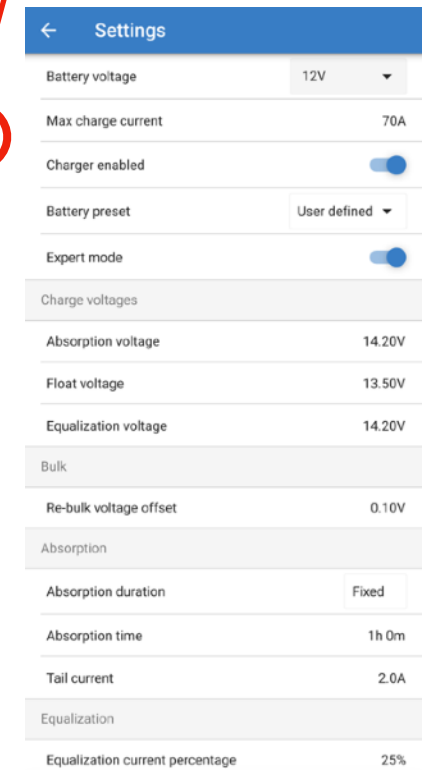 Settings
Battery voltage 12V
Max charge current 70A
Charger enabled
Battery preset User defined
Expert mode
Charge voltages
Absorption voltage 14.20V
Float voltage 13.50V
Equalization voltage 14.20V
Bulk
Re-bulk voltage offset 0.10V
Absorption
Absorption duration Fixed
Absorption time 1h 0m
Tail current 2.0A
Equalization
Equalization current percentage 25%